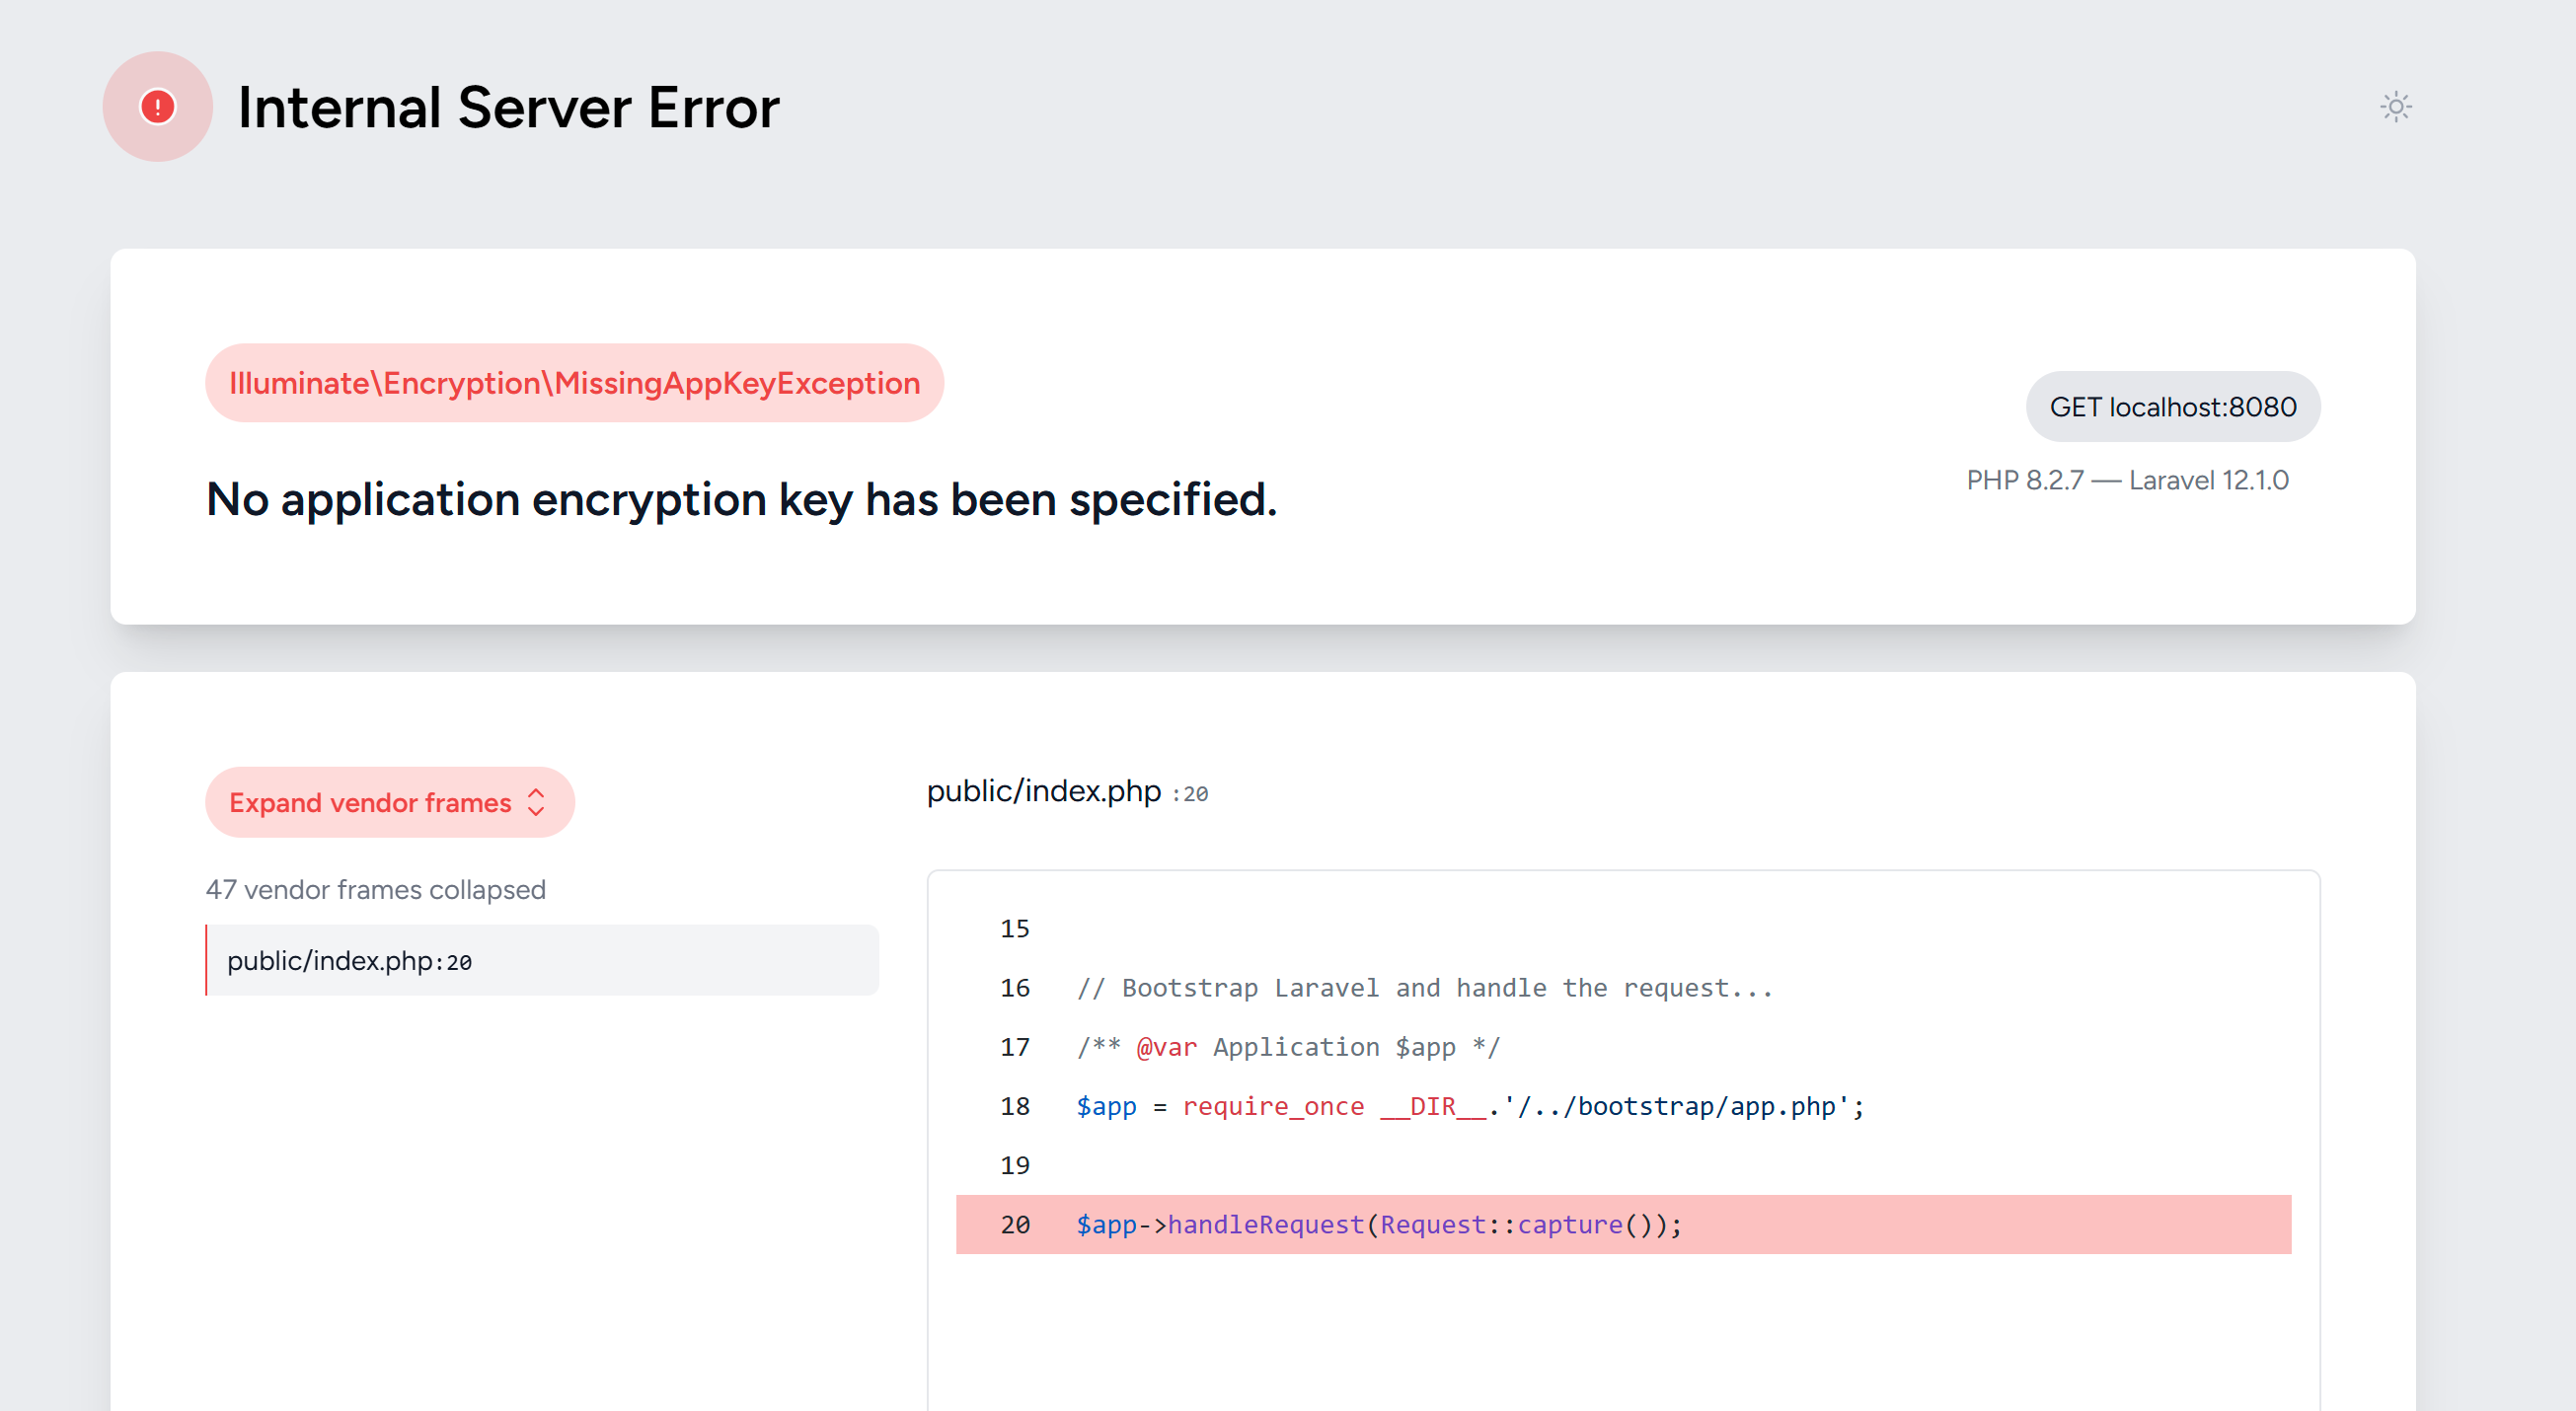 Internal Server Error
Illuminate\Encryption\MissingAppKeyException
No application encryption key has been specified.
GET localhost:8080
PHP 8.2.7 — Laravel 12.1.0
Expand vendor frames
47 vendor frames collapsed
public/index.php:20
public/index.php :20
15
16 // Bootstrap Laravel and handle the request...
17 /** @var Application $app */
18 $app = require_once __DIR__.'/../bootstrap/app.php';
19
20 $app->handleRequest(Request::capture());